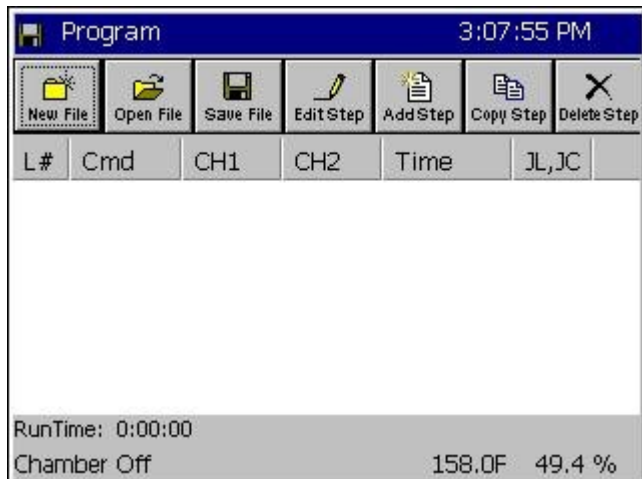 Program 3:07:55 PM
New File Open File Save File Edit Step Add Step Copy Step Delete Step
L# Cmd CH1 CH2 Time JL,JC
RunTime: 0:00:00
Chamber Off 158.0F 49.4 %